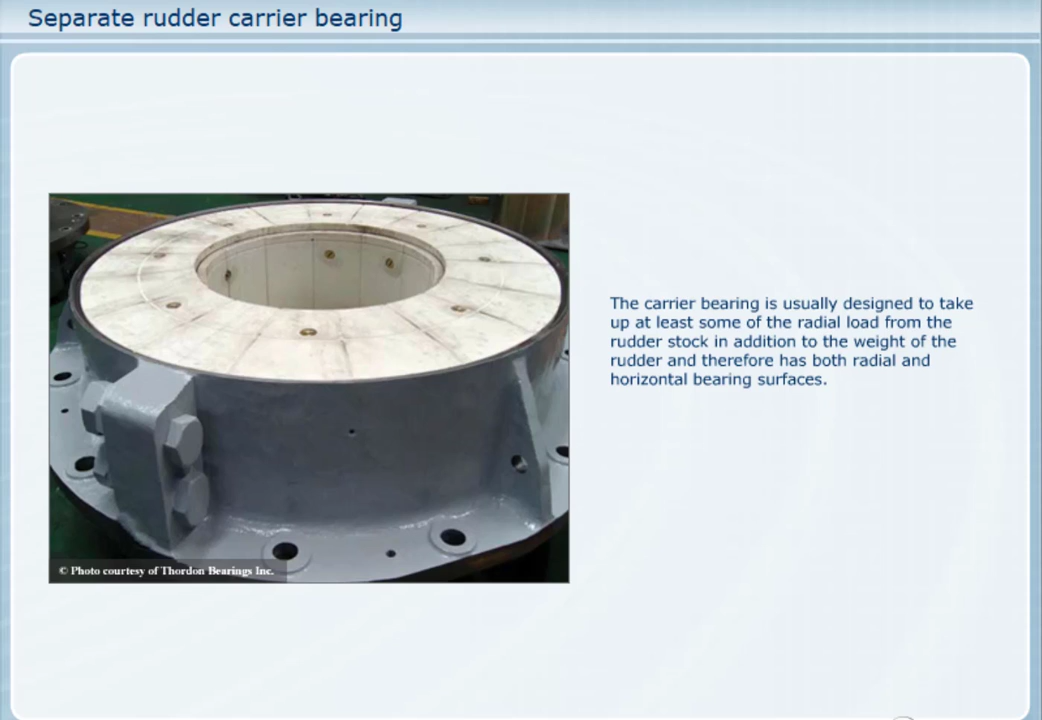 Separate rudder carrier bearing
The carrier bearing is usually designed to take
up at least some of the radial load from the
rudder stock in addition to the weight of the
rudder and therefore has both radial and
horizontal bearing surfaces.
© Photo courtesy of Thordon Bearings Inc.